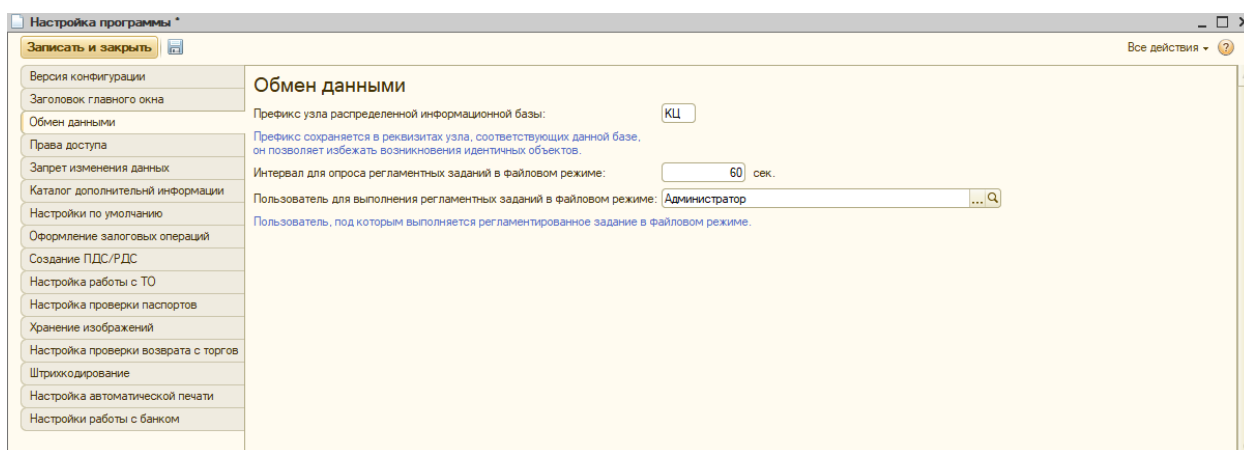 Настройка программы *
Записать и закрыть
Все действия
Версия конфигурации
Заголовок главного окна
Обмен данными
Права доступа
Запрет изменения данных
Каталог дополнительнй информации
Настройки по умолчанию
Оформление залоговых операций
Создание ПДС/РДС
Настройка работы с ТО
Настройка проверки паспортов
Хранение изображений
Настройка проверки возврата с торгов
Штрихкодирование
Настройка автоматической печати
Настройки работы с банком
Обмен данными
Префикс узла распределенной информационной базы: КЦ
Префикс сохраняется в реквизитах узла, соответствующих данной базе,
он позволяет избежать возникновения идентичных объектов.
Интервал для опроса регламентных заданий в файловом режиме: 60 сек.
Пользователь для выполнения регламентных заданий в файловом режиме: Администратор ...
Пользователь, под которым выполняется регламентированное задание в файловом режиме.